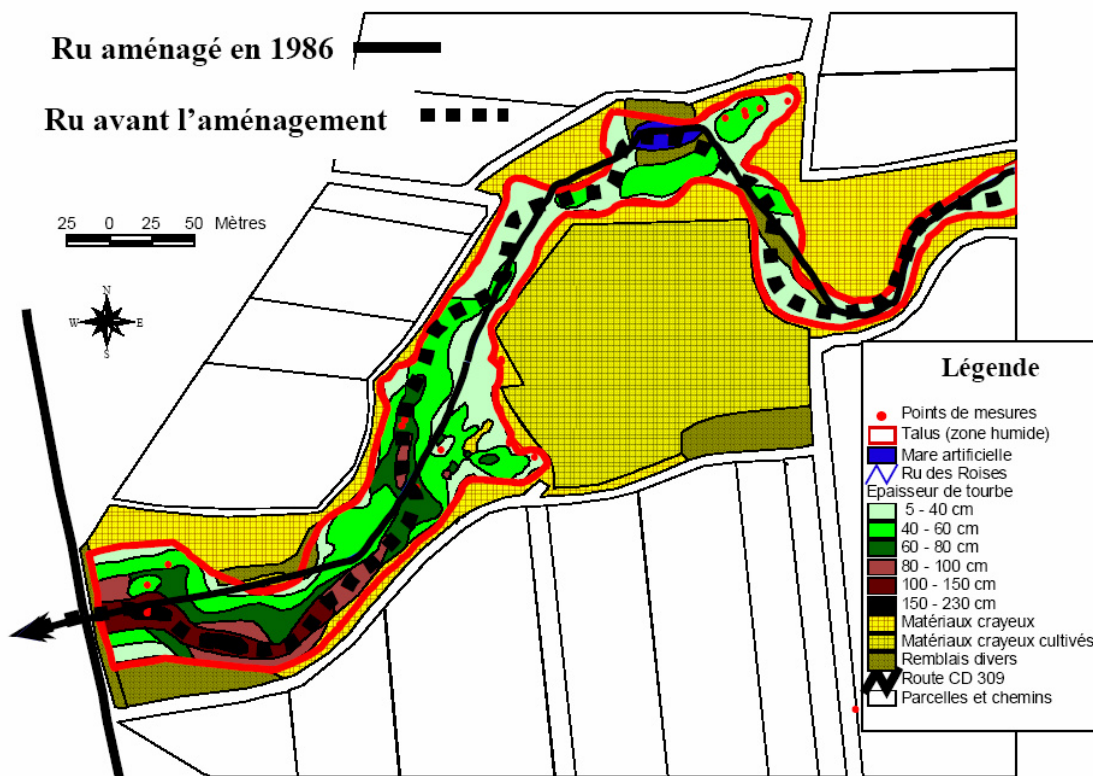 Ru aménagé en 1986
Ru avant l'aménagement
25 0 25 50 Mètres
N
W E
S
Légende
Points de mesures
Talus (zone humide)
Mare artificielle
Ru des Roises
Epaisseur de tourbe
5 - 40 cm
40 - 60 cm
60 - 80 cm
80 - 100 cm
100 - 150 cm
150 - 230 cm
Matériaux crayeux
Matériaux crayeux cultivés
Remblais divers
Route CD 309
Parcelles et chemins